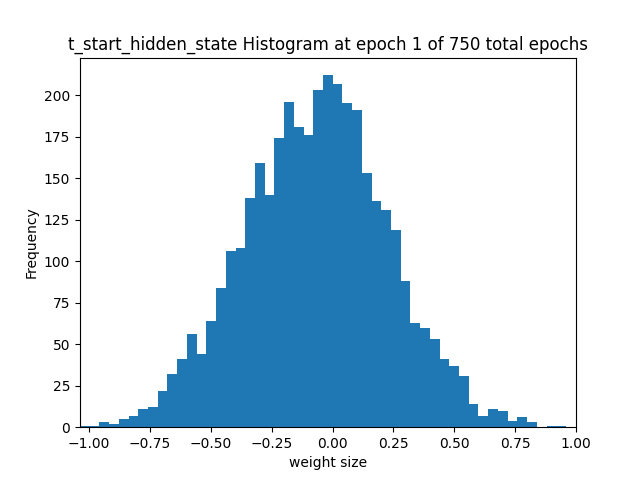 t_start_hidden_state Histogram at epoch 1 of 750 total epochs
200
175
150
125
100
75
50
25
0
Frequency
−1.00 −0.75 −0.50 −0.25 0.00 0.25 0.50 0.75 1.00
weight size